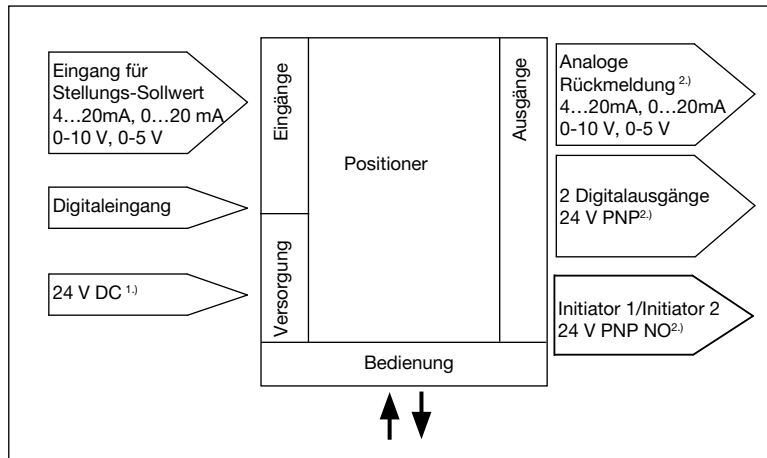 Eingang für
Stellungs-Sollwert
4…20mA, 0…20 mA
0-10 V, 0-5 V
Digitaleingang
24 V DC 1.)
Eingänge
Versorgung
Positioner
Ausgänge
Bedienung
Analoge
Rückmeldung 2.)
4…20mA, 0…20mA
0-10 V, 0-5 V
2 Digitalausgänge
24 V PNP2.)
Initiator 1/Initiator 2
24 V PNP NO2.)